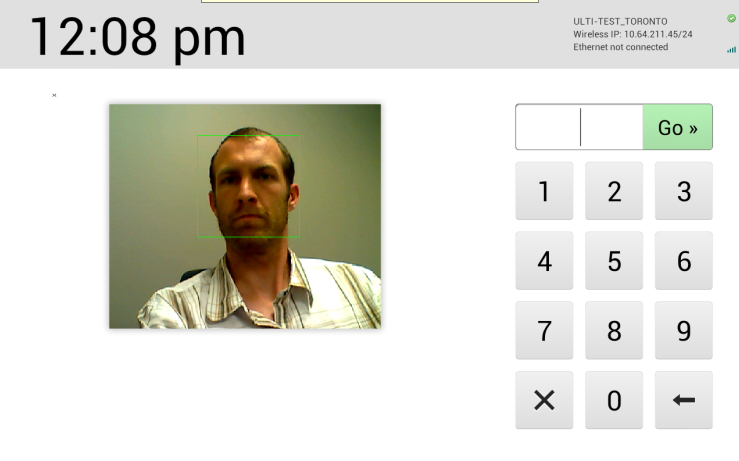 12:08 pm
ULTI-TEST_TORONTO
Wireless IP: 10.64.211.45/24
Ethernet not connected
Go »
1 2 3
4 5 6
7 8 9
0